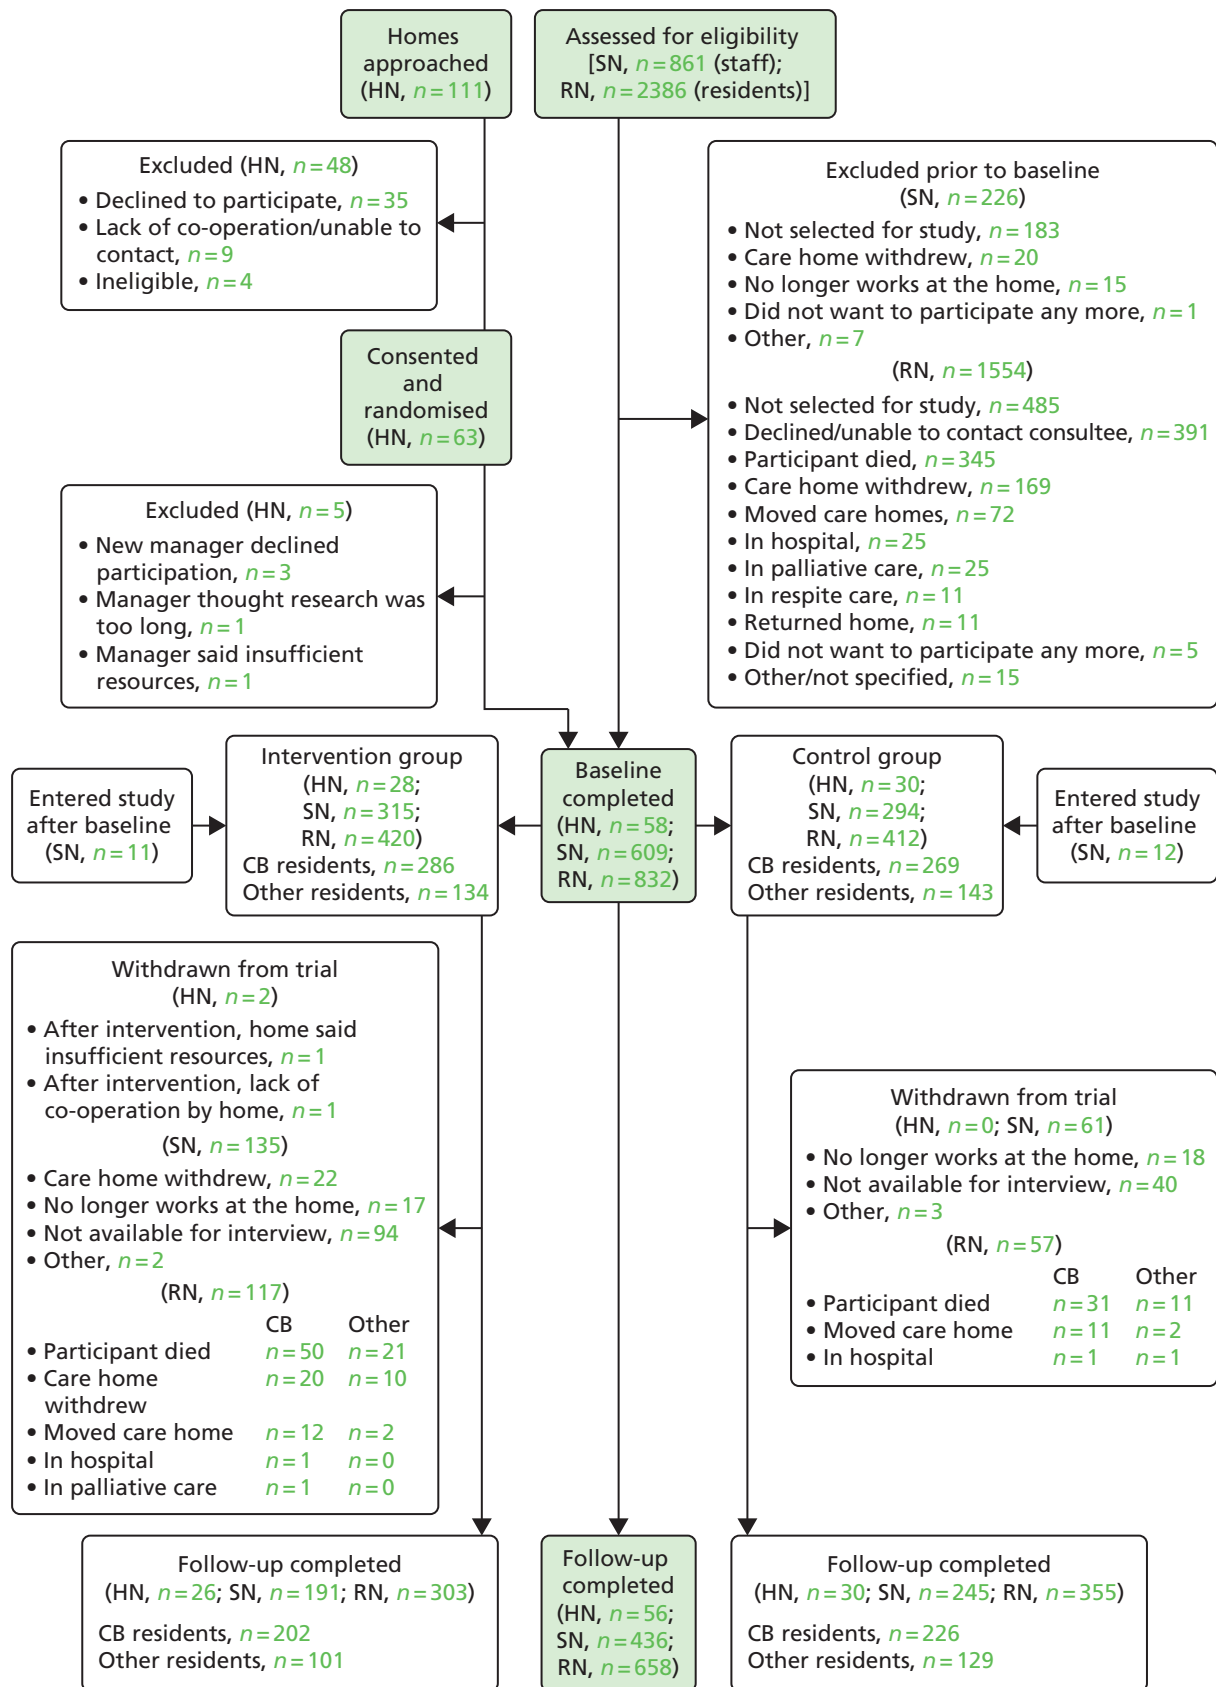 Homes
approached
(HN, n=111)
Assessed for eligibility
[SN, n=861 (staff);
RN, n=2386 (residents)]
Excluded (HN, n=48)
• Declined to participate, n=35
• Lack of co-operation/unable to
contact, n=9
• Ineligible, n=4
Excluded prior to baseline
(SN, n=226)
• Not selected for study, n=183
• Care home withdrew, n=20
• No longer works at the home, n=15
• Did not want to participate any more, n=1
• Other, n=7
(RN, n=1554)
• Not selected for study, n=485
• Declined/unable to contact consultee, n=391
• Participant died, n=345
• Care home withdrew, n=169
• Moved care homes, n=72
• In hospital, n=25
• In palliative care, n=25
• In respite care, n=11
• Returned home, n=11
• Did not want to participate any more, n=5
• Other/not specified, n=15
Consented
and
randomised
(HN, n=63)
Excluded (HN, n=5)
• New manager declined
participation, n=3
• Manager thought research was
too long, n=1
• Manager said insufficient
resources, n=1
Entered study
after baseline
(SN, n=11)
Intervention group
(HN, n=28;
SN, n=315;
RN, n=420)
CB residents, n=286
Other residents, n=134
Baseline
completed
(HN, n=58;
SN, n=609;
RN, n=832)
Control group
(HN, n=30;
SN, n=294;
RN, n=412)
CB residents, n=269
Other residents, n=143
Entered study
after baseline
(SN, n=12)
Withdrawn from trial
(HN, n=2)
• After intervention, home said
insufficient resources, n=1
• After intervention, lack of
co-operation by home, n=1
(SN, n=135)
• Care home withdrew, n=22
• No longer works at the home, n=17
• Not available for interview, n=94
• Other, n=2
(RN, n=117)
CB Other
• Participant died n=50 n=21
• Care home n=20 n=10
withdrew
• Moved care home n=12 n=2
• In hospital n=1 n=0
• In palliative care n=1 n=0
Withdrawn from trial
(HN, n=0; SN, n=61)
• No longer works at the home, n=18
• Not available for interview, n=40
• Other, n=3
(RN, n=57)
CB Other
• Participant died n=31 n=11
• Moved care home n=11 n=2
• In hospital n=1 n=1
Follow-up completed
(HN, n=26; SN, n=191; RN, n=303)
CB residents, n=202
Other residents, n=101
Follow-up
completed
(HN, n=56;
SN, n=436;
RN, n=658)
Follow-up completed
(HN, n=30; SN, n=245; RN, n=355)
CB residents, n=226
Other residents, n=129